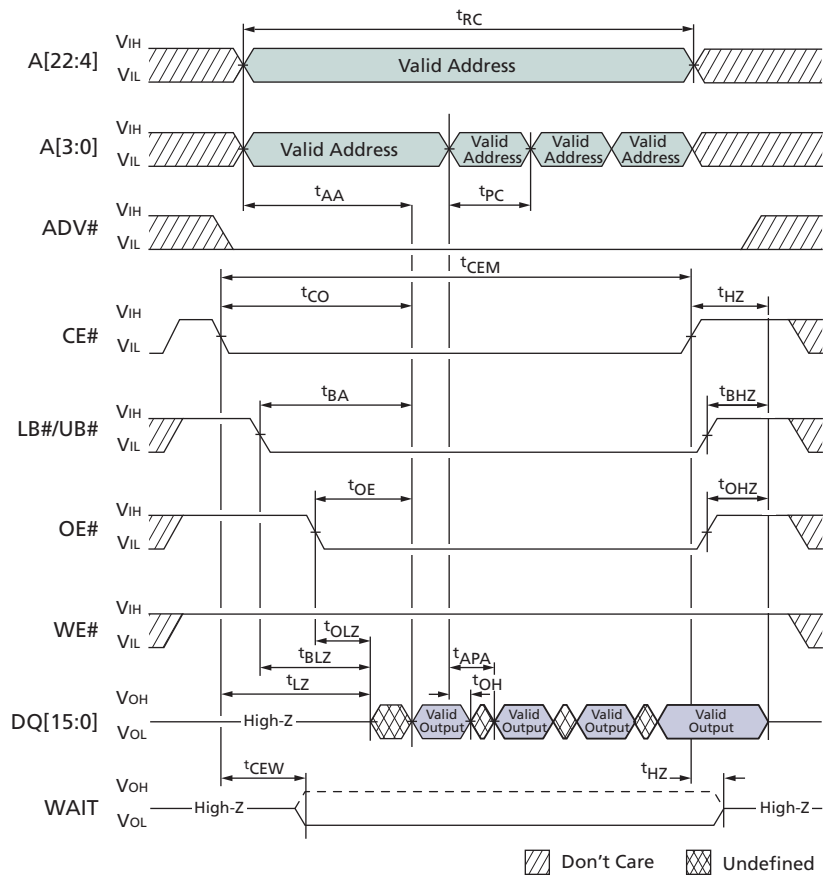 tRC
VIH
A[22:4]
VIL
Valid Address
VIH
A[3:0]
VIL
Valid Address
Valid
Address
Valid
Address
Valid
Address
tAA
tPC
VIH
ADV#
VIL
tCEM
tCO
tHZ
VIH
CE#
VIL
tBA
tBHZ
VIH
LB#/UB#
VIL
tOE
tOHZ
VIH
OE#
VIL
VIH
WE#
VIL
tOLZ
tBLZ
tAPA
tLZ
tOH
VOH
DQ[15:0]
VOL
High-Z
Valid
Output
Valid
Output
Valid
Output
Valid
Output
tCEW
tHZ
VOH
WAIT
VOL
High-Z
High-Z
Don't Care
Undefined